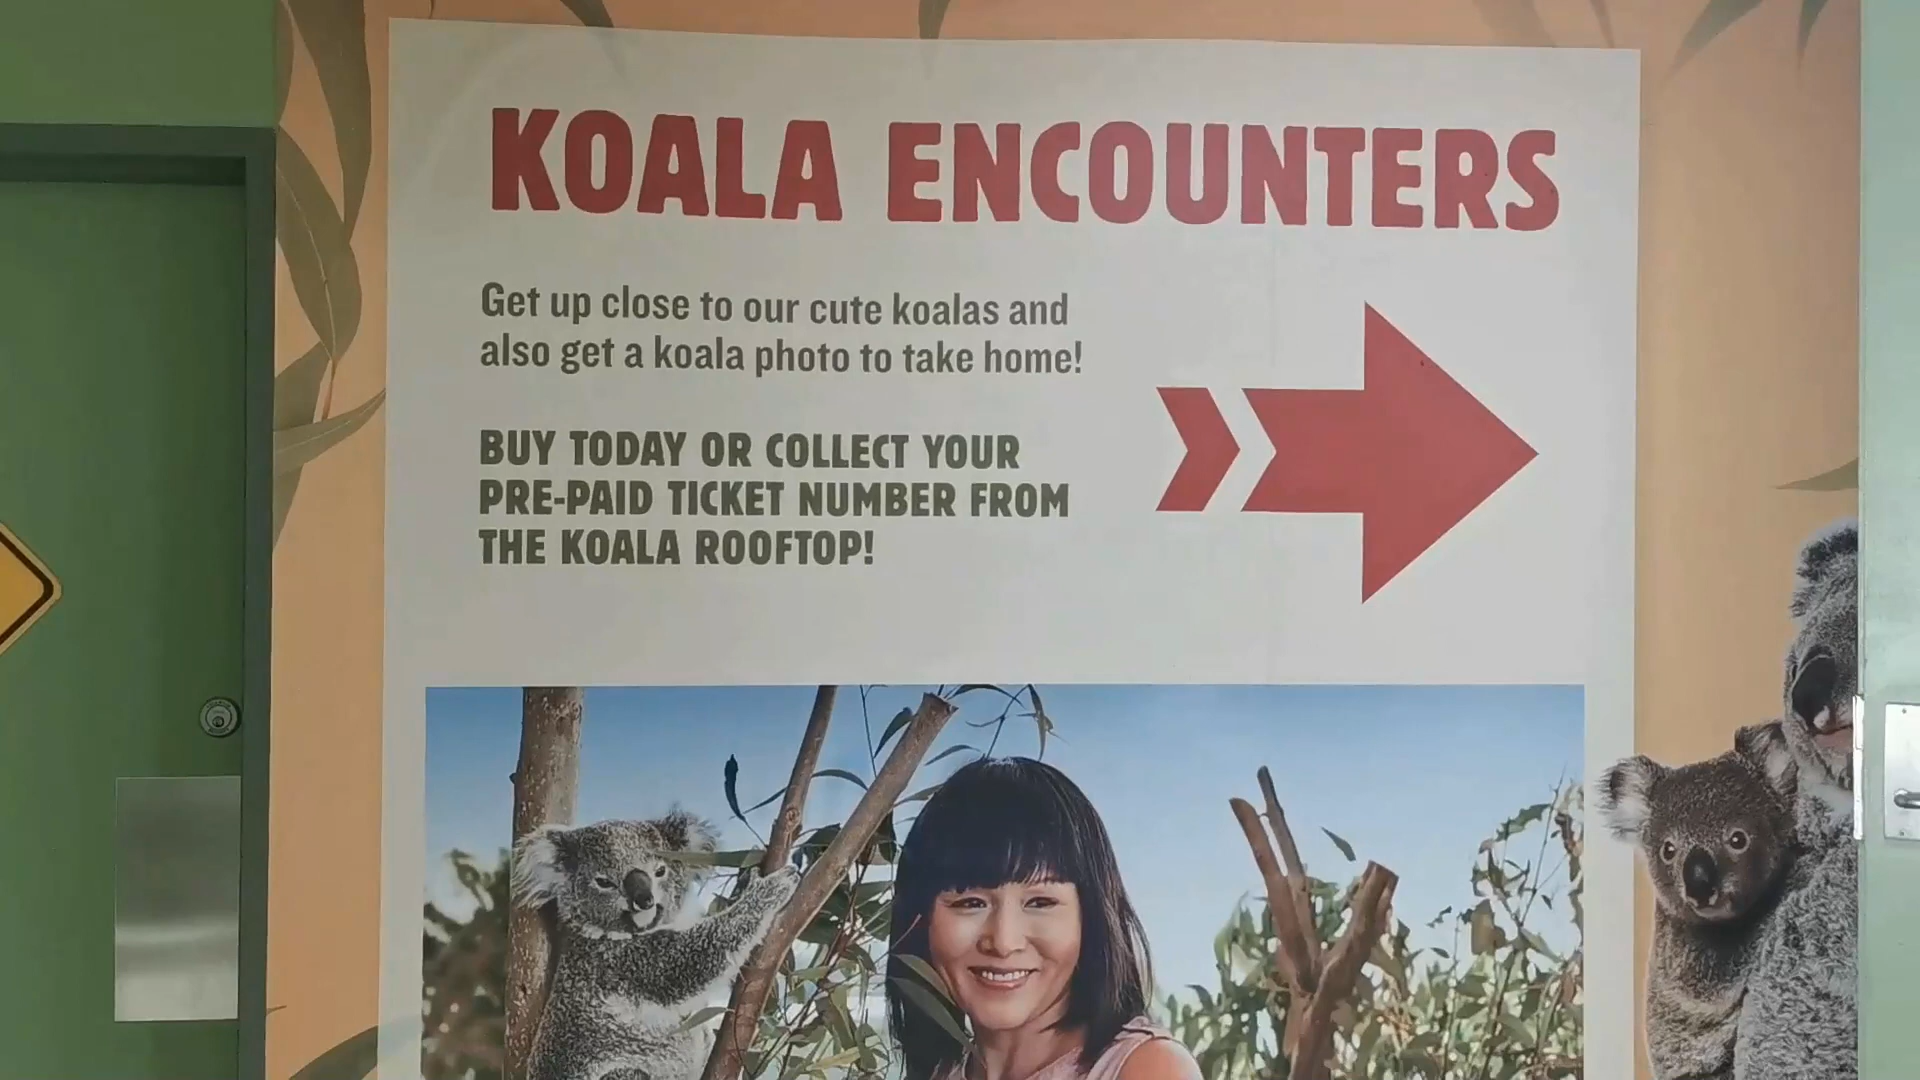 KOALA ENCOUNTERS
Get up close to our cute koalas and
also get a koala photo to take home!
BUY TODAY OR COLLECT YOUR
PRE-PAID TICKET NUMBER FROM
THE KOALA ROOFTOP!